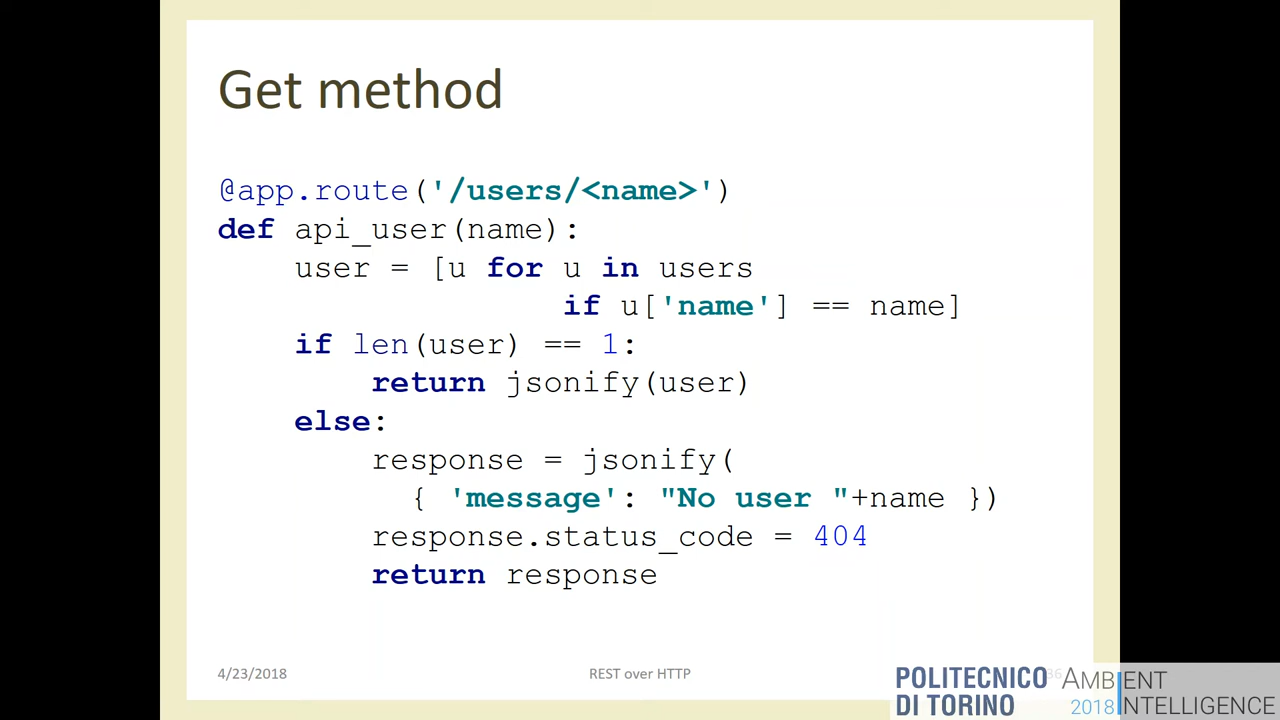 Get method
@app.route('/users/<name>')
def api_user(name):
    user = [u for u in users
                  if u['name'] == name]
    if len(user) == 1:
        return jsonify(user)
    else:
        response = jsonify(
          { 'message': "No user "+name })
        response.status_code = 404
        return response
4/23/2018
REST over HTTP
36
POLITECNICO
DI TORINO
AMBIENT
2018 INTELLIGENCE